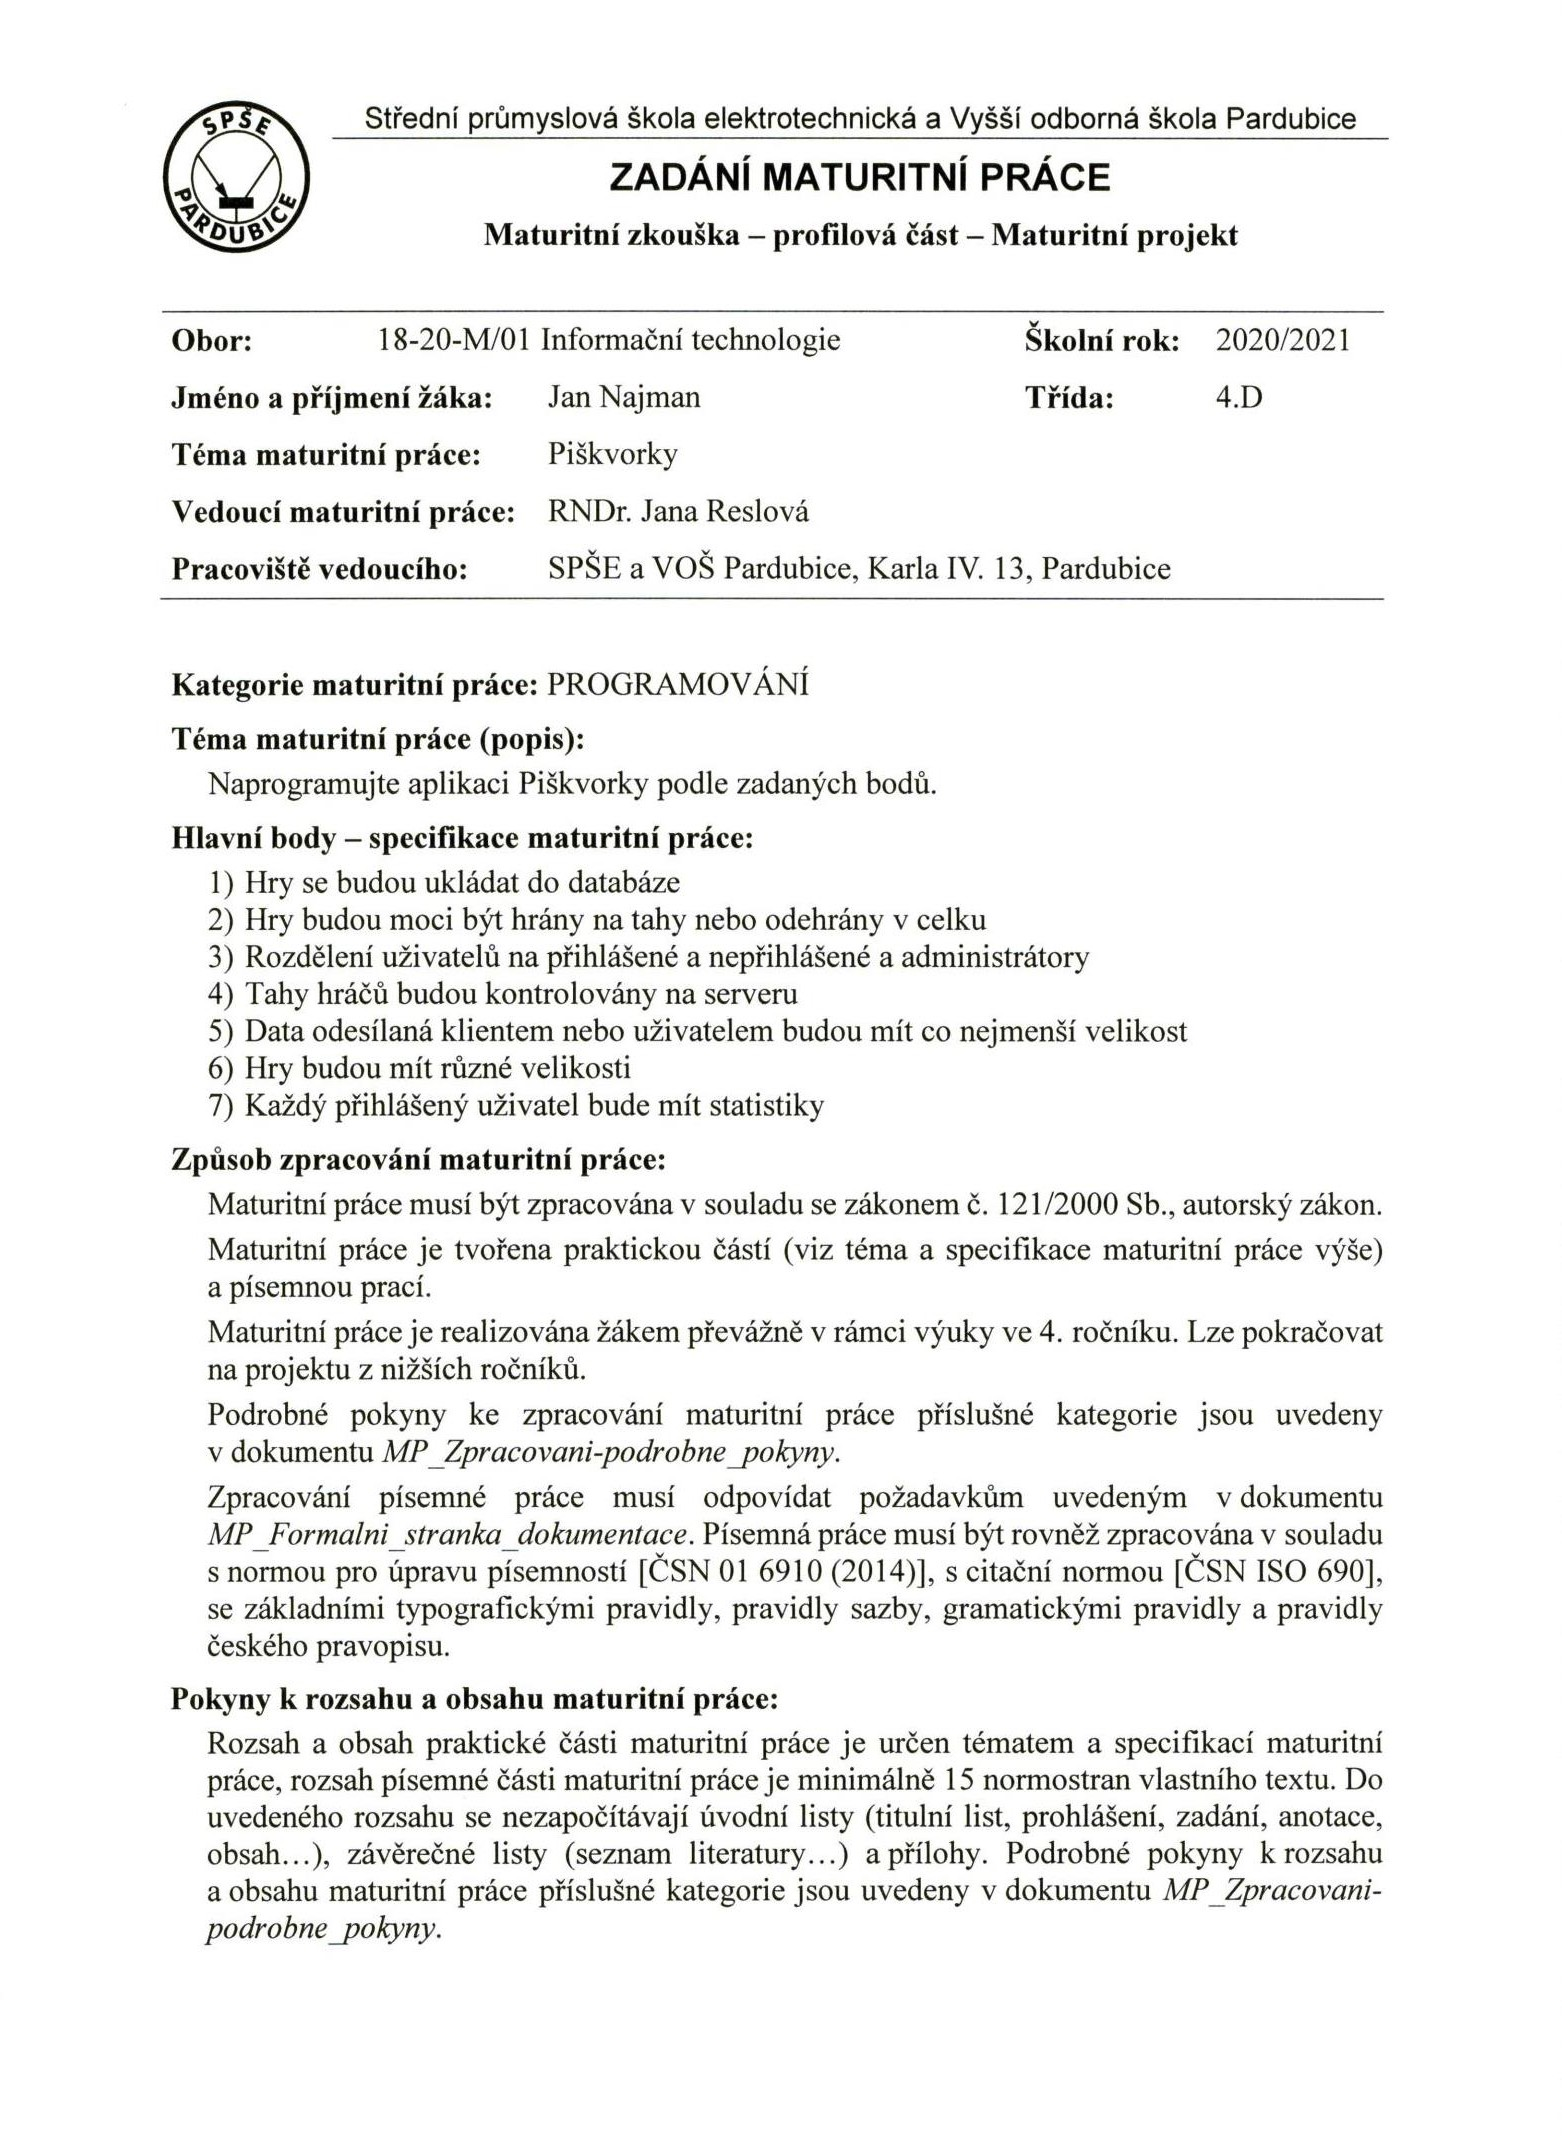 SPŠE
PARDUBICE
Střední průmyslová škola elektrotechnická a Vyšší odborná škola Pardubice
ZADÁNÍ MATURITNÍ PRÁCE
Maturitní zkouška – profilová část – Maturitní projekt
Obor: 18-20-M/01 Informační technologie Školní rok: 2020/2021
Jméno a příjmení žáka: Jan Najman Třída: 4.D
Téma maturitní práce: Piškvorky
Vedoucí maturitní práce: RNDr. Jana Reslová
Pracoviště vedoucího: SPŠE a VOŠ Pardubice, Karla IV. 13, Pardubice
Kategorie maturitní práce: PROGRAMOVÁNÍ
Téma maturitní práce (popis):
Naprogramujte aplikaci Piškvorky podle zadaných bodů.
Hlavní body – specifikace maturitní práce:
1) Hry se budou ukládat do databáze
2) Hry budou moci být hrány na tahy nebo odehrány v celku
3) Rozdělení uživatelů na přihlášené a nepřihlášené a administrátory
4) Tahy hráčů budou kontrolovány na serveru
5) Data odesílaná klientem nebo uživatelem budou mít co nejmenší velikost
6) Hry budou mít různé velikosti
7) Každý přihlášený uživatel bude mít statistiky
Způsob zpracování maturitní práce:
Maturitní práce musí být zpracována v souladu se zákonem č. 121/2000 Sb., autorský zákon.
Maturitní práce je tvořena praktickou částí (viz téma a specifikace maturitní práce výše)
a písemnou prací.
Maturitní práce je realizována žákem převážně v rámci výuky ve 4. ročníku. Lze pokračovat
na projektu z nižších ročníků.
Podrobné pokyny ke zpracování maturitní práce příslušné kategorie jsou uvedeny
v dokumentu MP_Zpracovani-podrobne_pokyny.
Zpracování písemné práce musí odpovídat požadavkům uvedeným v dokumentu
MP_Formalni_stranka_dokumentace. Písemná práce musí být rovněž zpracována v souladu
s normou pro úpravu písemností [ČSN 01 6910 (2014)], s citační normou [ČSN ISO 690],
se základními typografickými pravidly, pravidly sazby, gramatickými pravidly a pravidly
českého pravopisu.
Pokyny k rozsahu a obsahu maturitní práce:
Rozsah a obsah praktické části maturitní práce je určen tématem a specifikací maturitní
práce, rozsah písemné části maturitní práce je minimálně 15 normostran vlastního textu. Do
uvedeného rozsahu se nezapočítávají úvodní listy (titulní list, prohlášení, zadání, anotace,
obsah…), závěrečné listy (seznam literatury…) a přílohy. Podrobné pokyny k rozsahu
a obsahu maturitní práce příslušné kategorie jsou uvedeny v dokumentu MP_Zpracovani-
podrobne_pokyny.